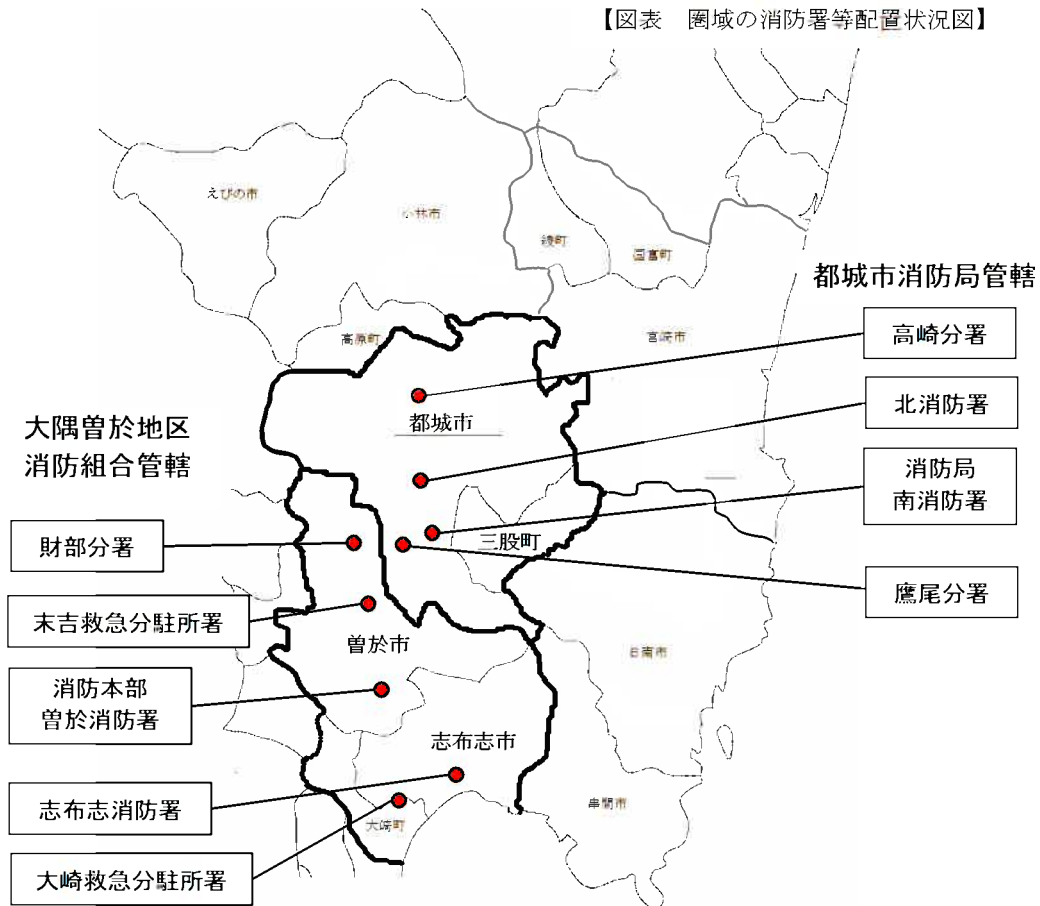 【図表　圏域の消防署等配置状況図】
えびの市
小林市
綾町
国富町
都城市消防局管轄
高原町
宮崎市
高崎分署
都城市
北消防署
大隅曽於地区
消防組合管轄
消防局
南消防署
財部分署
三股町
鷹尾分署
末吉救急分駐所署
曽於市
日南市
消防本部
曽於消防署
志布志市
志布志消防署
串間市
大崎町
大崎救急分駐所署